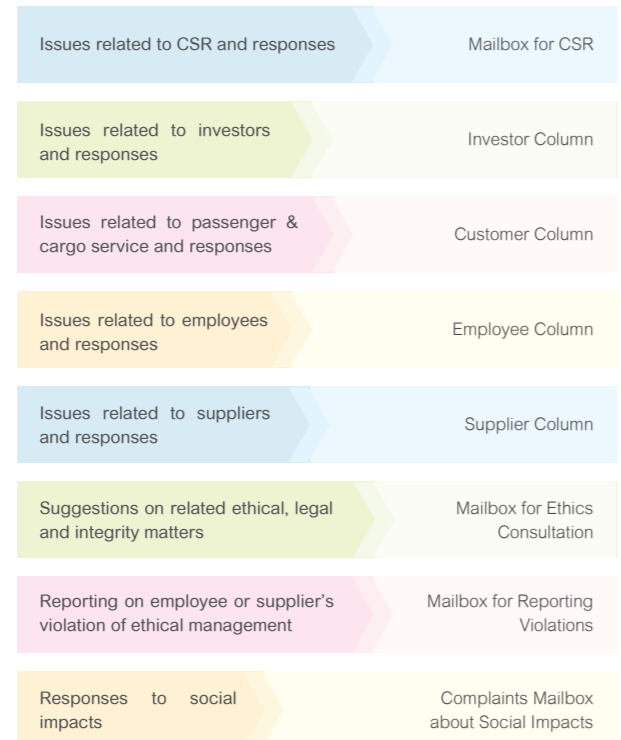 Issues related to CSR and responses
Mailbox for CSR
Issues related to investors
and responses
Investor Column
Issues related to passenger &
cargo service and responses
Customer Column
Issues related to employees
and responses
Employee Column
Issues related to suppliers
and responses
Supplier Column
Suggestions on related ethical, legal
and integrity matters
Mailbox for Ethics
Consultation
Reporting on employee or supplier’s
violation of ethical management
Mailbox for Reporting
Violations
Responses to social
impacts
Complaints Mailbox
about Social Impacts